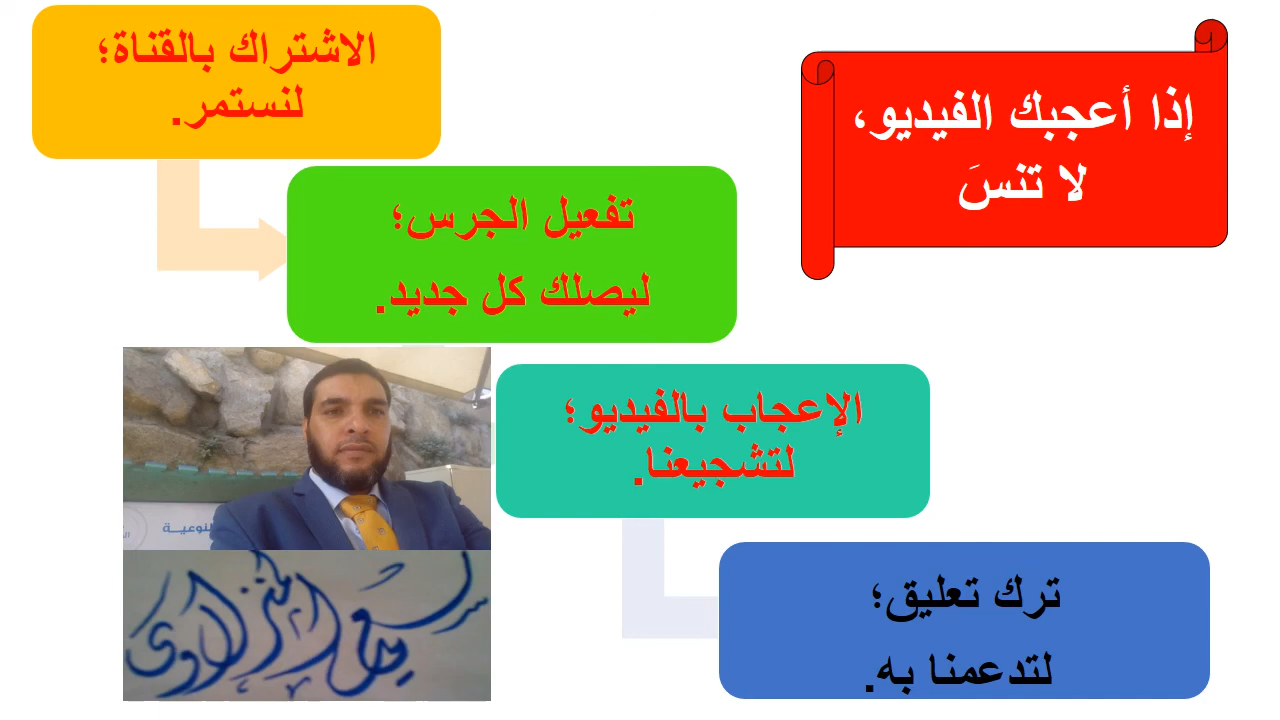 إذا أعجبك الفيديو،
لا تنسَ
الاشتراك بالقناة؛
لنستمر.
تفعيل الجرس؛
ليصلك كل جديد.
الإعجاب بالفيديو؛
لتشجيعنا.
ترك تعليق؛
لتدعمنا به.
لنوعيـة